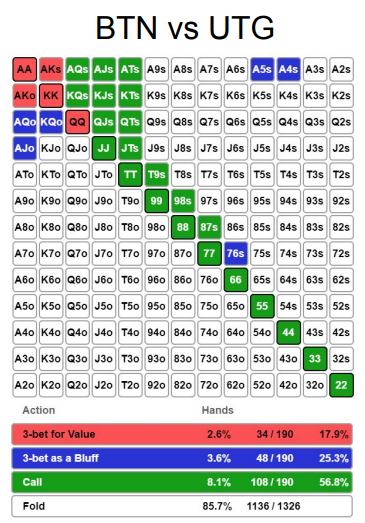 BTN vs UTG
AA AKs AQs AJs ATs A9s A8s A7s A6s A5s A4s A3s A2s
AKo KK KQs KJs KTs K9s K8s K7s K6s K5s K4s K3s K2s
AQo KQo QQ QJs QTs Q9s Q8s Q7s Q6s Q5s Q4s Q3s Q2s
AJo KJo QJo JJ JTs J9s J8s J7s J6s J5s J4s J3s J2s
ATo KTo QTo JTo TT T9s T8s T7s T6s T5s T4s T3s T2s
A9o K9o Q9o J9o T9o 99 98s 97s 96s 95s 94s 93s 92s
A8o K8o Q8o J8o T8o 98o 88 87s 86s 85s 84s 83s 82s
A7o K7o Q7o J7o T7o 97o 87o 77 76s 75s 74s 73s 72s
A6o K6o Q6o J6o T6o 96o 86o 76o 66 65s 64s 63s 62s
A5o K5o Q5o J5o T5o 95o 85o 75o 65o 55 54s 53s 52s
A4o K4o Q4o J4o T4o 94o 84o 74o 64o 54o 44 43s 42s
A3o K3o Q3o J3o T3o 93o 83o 73o 63o 53o 43o 33 32s
A2o K2o Q2o J2o T2o 92o 82o 72o 62o 52o 42o 32o 22
Action Hands
3-bet for Value 2.6% 34 / 190 17.9%
3-bet as a Bluff 3.6% 48 / 190 25.3%
Call 8.1% 108 / 190 56.8%
Fold 85.7% 1136 / 1326